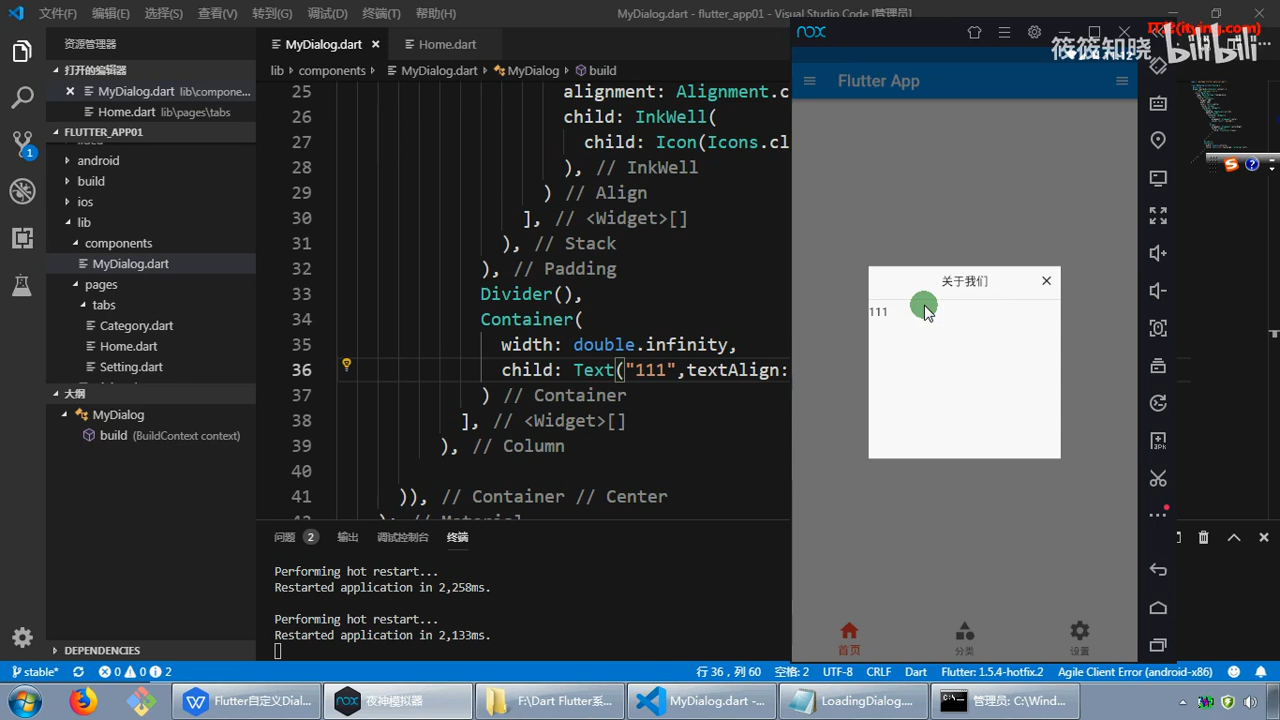 文件(F) 编辑(E) 选择(S) 查看(V) 转到(G) 调试(D) 终端(T) 帮助(H)
MyDialog.dart - flutter_app01 - Visual Studio Code [管理员]
资源管理器
打开的编辑器
MyDialog.dart lib\compone...
Home.dart lib\pages\tabs
FLUTTER_APP01
android
build
ios
lib
components
MyDialog.dart
pages
tabs
Category.dart
Home.dart
Setting.dart
大纲
MyDialog
build (BuildContext context)
DEPENDENCIES
1
MyDialog.dart
Home.dart
lib components MyDialog.dart MyDialog build
25 alignment: Alignment.c
26 child: InkWell(
27 child: Icon(Icons.cl
28 ), // InkWell
29 ) // Align
30 ], // <Widget>[]
31 ), // Stack
32 ), // Padding
33 Divider(),
34 Container(
35 width: double.infinity,
36 child: Text("111",textAlign:
37 ) // Container
38 ], // <Widget>[]
39 ), // Column
40
41 )), // Container // Center
问题 2 输出 调试控制台 终端
Performing hot restart...
Restarted application in 2,258ms.
Performing hot restart...
Restarted application in 2,133ms.
nox
筱筱知晓 bilibili
Flutter App
关于我们
111
首页 分类 设置
stable* 0 0 2
行 36，列 60 空格: 2 UTF-8 CRLF Dart Flutter: 1.5.4-hotfix.2 Agile Client Error (android-x86)
Flutter自定义Dial... 夜神模拟器 F:\Dart Flutter系... MyDialog.dart -... LoadingDialog.... 管理员: C:\Wind...